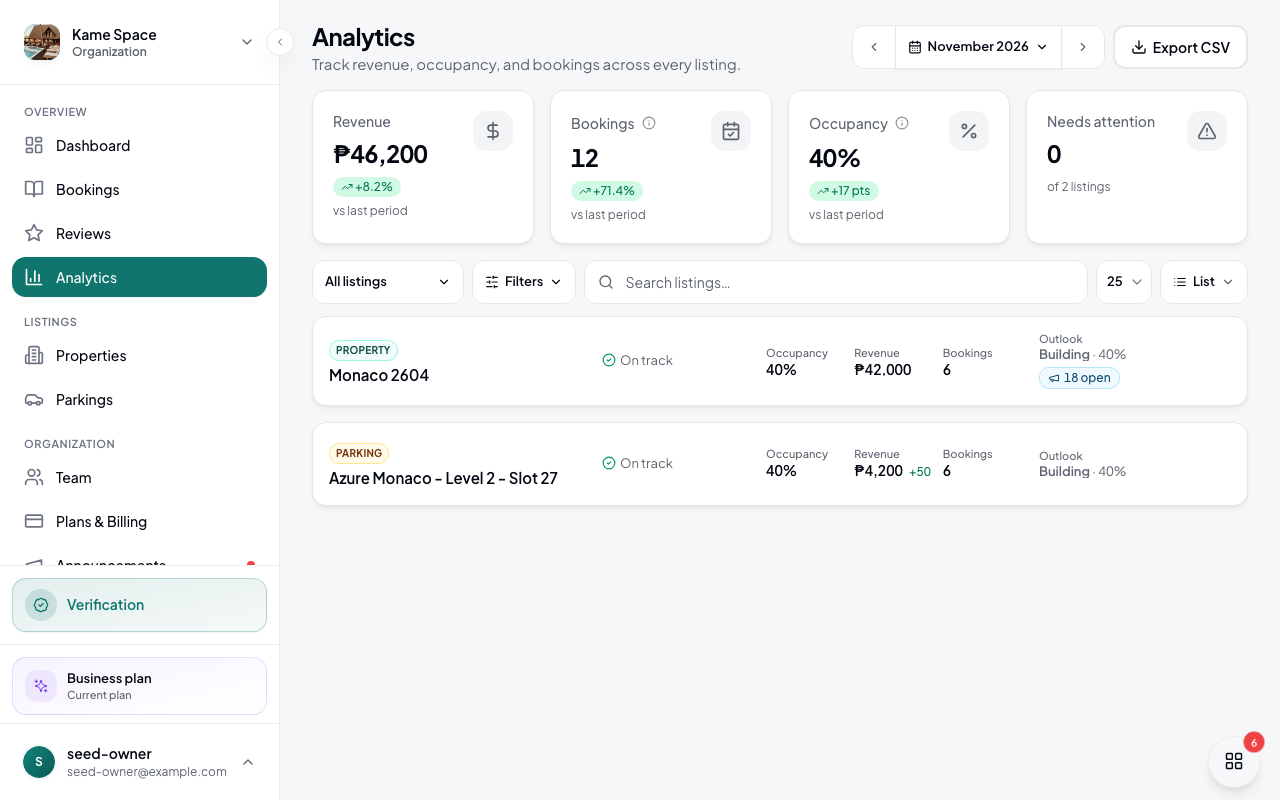 Kame Space
Organization
OVERVIEW
Dashboard
Bookings
Reviews
Analytics
LISTINGS
Properties
Parkings
ORGANIZATION
Team
Plans & Billing
Announcements
Verification
Business plan
Current plan
S
seed-owner
seed-owner@example.com
Analytics
Track revenue, occupancy, and bookings across every listing.
November 2026
Export CSV
Revenue
₱46,200
+8.2%
vs last period
Bookings
12
+71.4%
vs last period
Occupancy
40%
+17 pts
vs last period
Needs attention
0
of 2 listings
All listings
Filters
Search listings…
25
List
PROPERTY
Monaco 2604
On track
Occupancy
40%
Revenue
₱42,000
Bookings
6
Outlook
Building · 40%
18 open
PARKING
Azure Monaco - Level 2 - Slot 27
On track
Occupancy
40%
Revenue
₱4,200 +50
Bookings
6
Outlook
Building · 40%
6